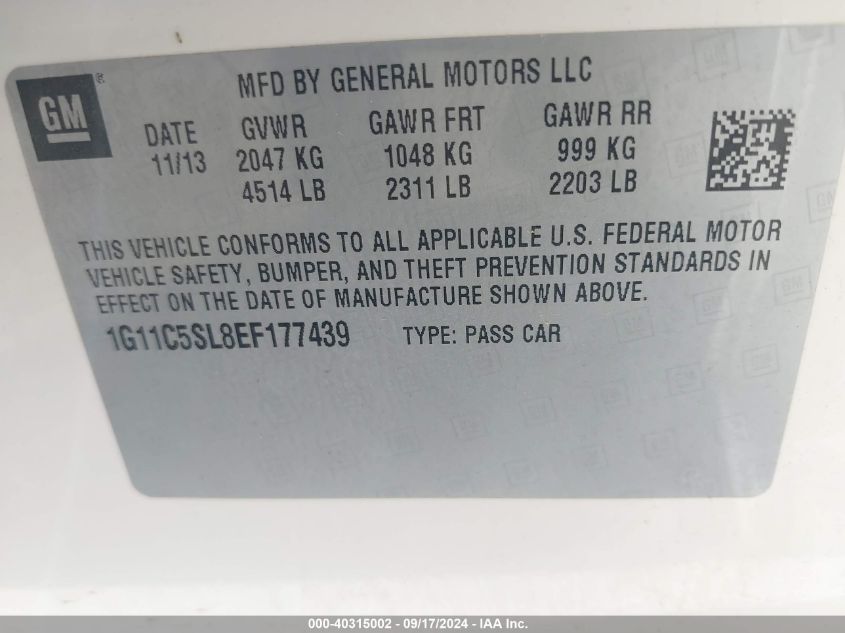 GM ®
MFD BY GENERAL MOTORS LLC
DATE GVWR GAWR FRT GAWR RR
11/13 2047 KG 1048 KG 999 KG
4514 LB 2311 LB 2203 LB
THIS VEHICLE CONFORMS TO ALL APPLICABLE U.S. FEDERAL MOTOR
VEHICLE SAFETY, BUMPER, AND THEFT PREVENTION STANDARDS IN
EFFECT ON THE DATE OF MANUFACTURE SHOWN ABOVE.
1G11C5SL8EF177439 TYPE: PASS CAR
000-40315002 - 09/17/2024 - IAA Inc.